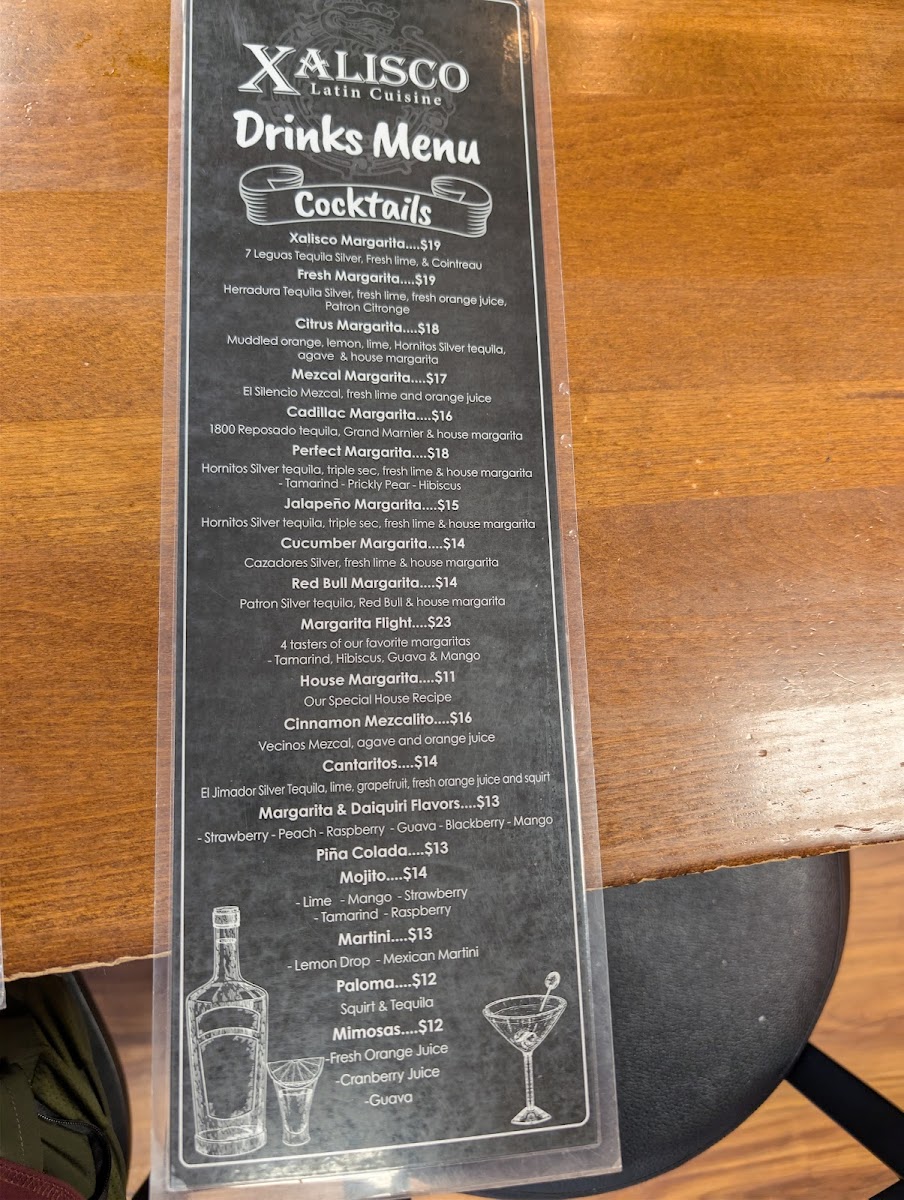 XALISCO
Latin Cuisine
Drinks Menu
Cocktails
Xalisco Margarita....$19
7 Leguas Tequila Silver, Fresh lime, & Cointreau
Fresh Margarita....$19
Herradura Tequila Silver, fresh lime, fresh orange juice,
Patron Citronge
Citrus Margarita....$18
Muddled orange, lemon, lime, Hornitos Silver tequila,
agave & house margarita
Mezcal Margarita....$17
El Silencio Mezcal, fresh lime and orange juice
Cadillac Margarita....$16
1800 Reposado tequila, Grand Marnier & house margarita
Perfect Margarita....$18
Hornitos Silver tequila, triple sec, fresh lime & house margarita
- Tamarind - Prickly Pear - Hibiscus
Jalapeño Margarita....$15
Hornitos Silver tequila, triple sec, fresh lime & house margarita
Cucumber Margarita....$14
Cazadores Silver, fresh lime & house margarita
Red Bull Margarita....$14
Patron Silver tequila, Red Bull & house margarita
Margarita Flight....$23
4 tasters of our favorite margaritas
- Tamarind, Hibiscus, Guava & Mango
House Margarita....$11
Our Special House Recipe
Cinnamon Mezcalito....$16
Vecinos Mezcal, agave and orange juice
Cantaritos....$14
El Jimador Silver Tequila, lime, grapefruit, fresh orange juice and squirt
Margarita & Daiquiri Flavors....$13
- Strawberry - Peach - Raspberry - Guava - Blackberry - Mango
Piña Colada....$13
Mojito....$14
- Lime - Mango - Strawberry
- Tamarind - Raspberry
Martini....$13
- Lemon Drop - Mexican Martini
Paloma....$12
Squirt & Tequila
Mimosas....$12
-Fresh Orange Juice
-Cranberry Juice
-Guava